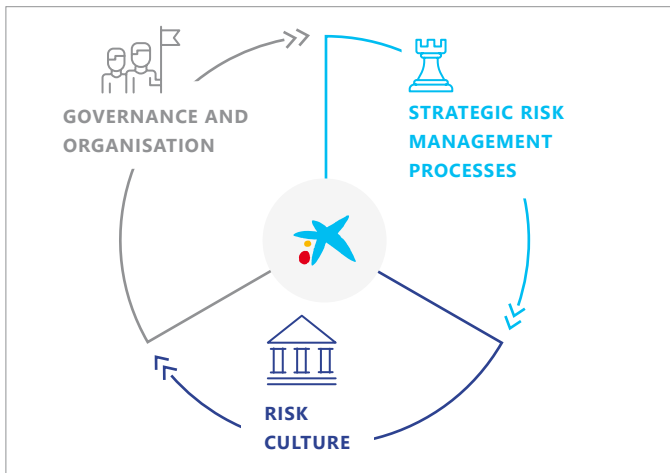 GOVERNANCE AND
ORGANISATION
STRATEGIC RISK
MANAGEMENT
PROCESSES
RISK
CULTURE